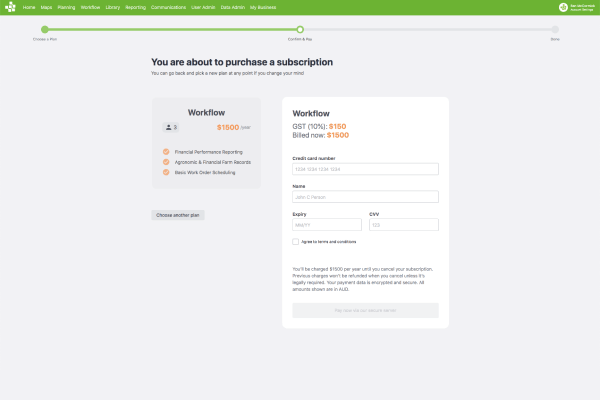 Home Maps Planning Workflow Library Reporting Communications User Admin Data Admin My Business
Account Settings
Choose a Plan
Confirm & Pay
Done
You are about to purchase a subscription
You can go back and pick a new plan at any point if you change your mind!
Workflow
3
$1500 /year
Financial Performance Reporting
Agronomic & Financial Farm Records
Basic Work Order Scheduling
Choose another plan
Workflow
GST (10%): $150
Billed now: $1500
Credit card number
1234 1234 1234 1234
Name
John C Person
Expiry
CVV
MM/YY
123
Agree to terms and conditions
You'll be charged $1500 per year until you cancel your subscription.
Previous charges won't be refunded when you cancel unless it's
legally required. Your payment data is encrypted and secure. All
amounts shown are in AUD.
Pay now via our secure server